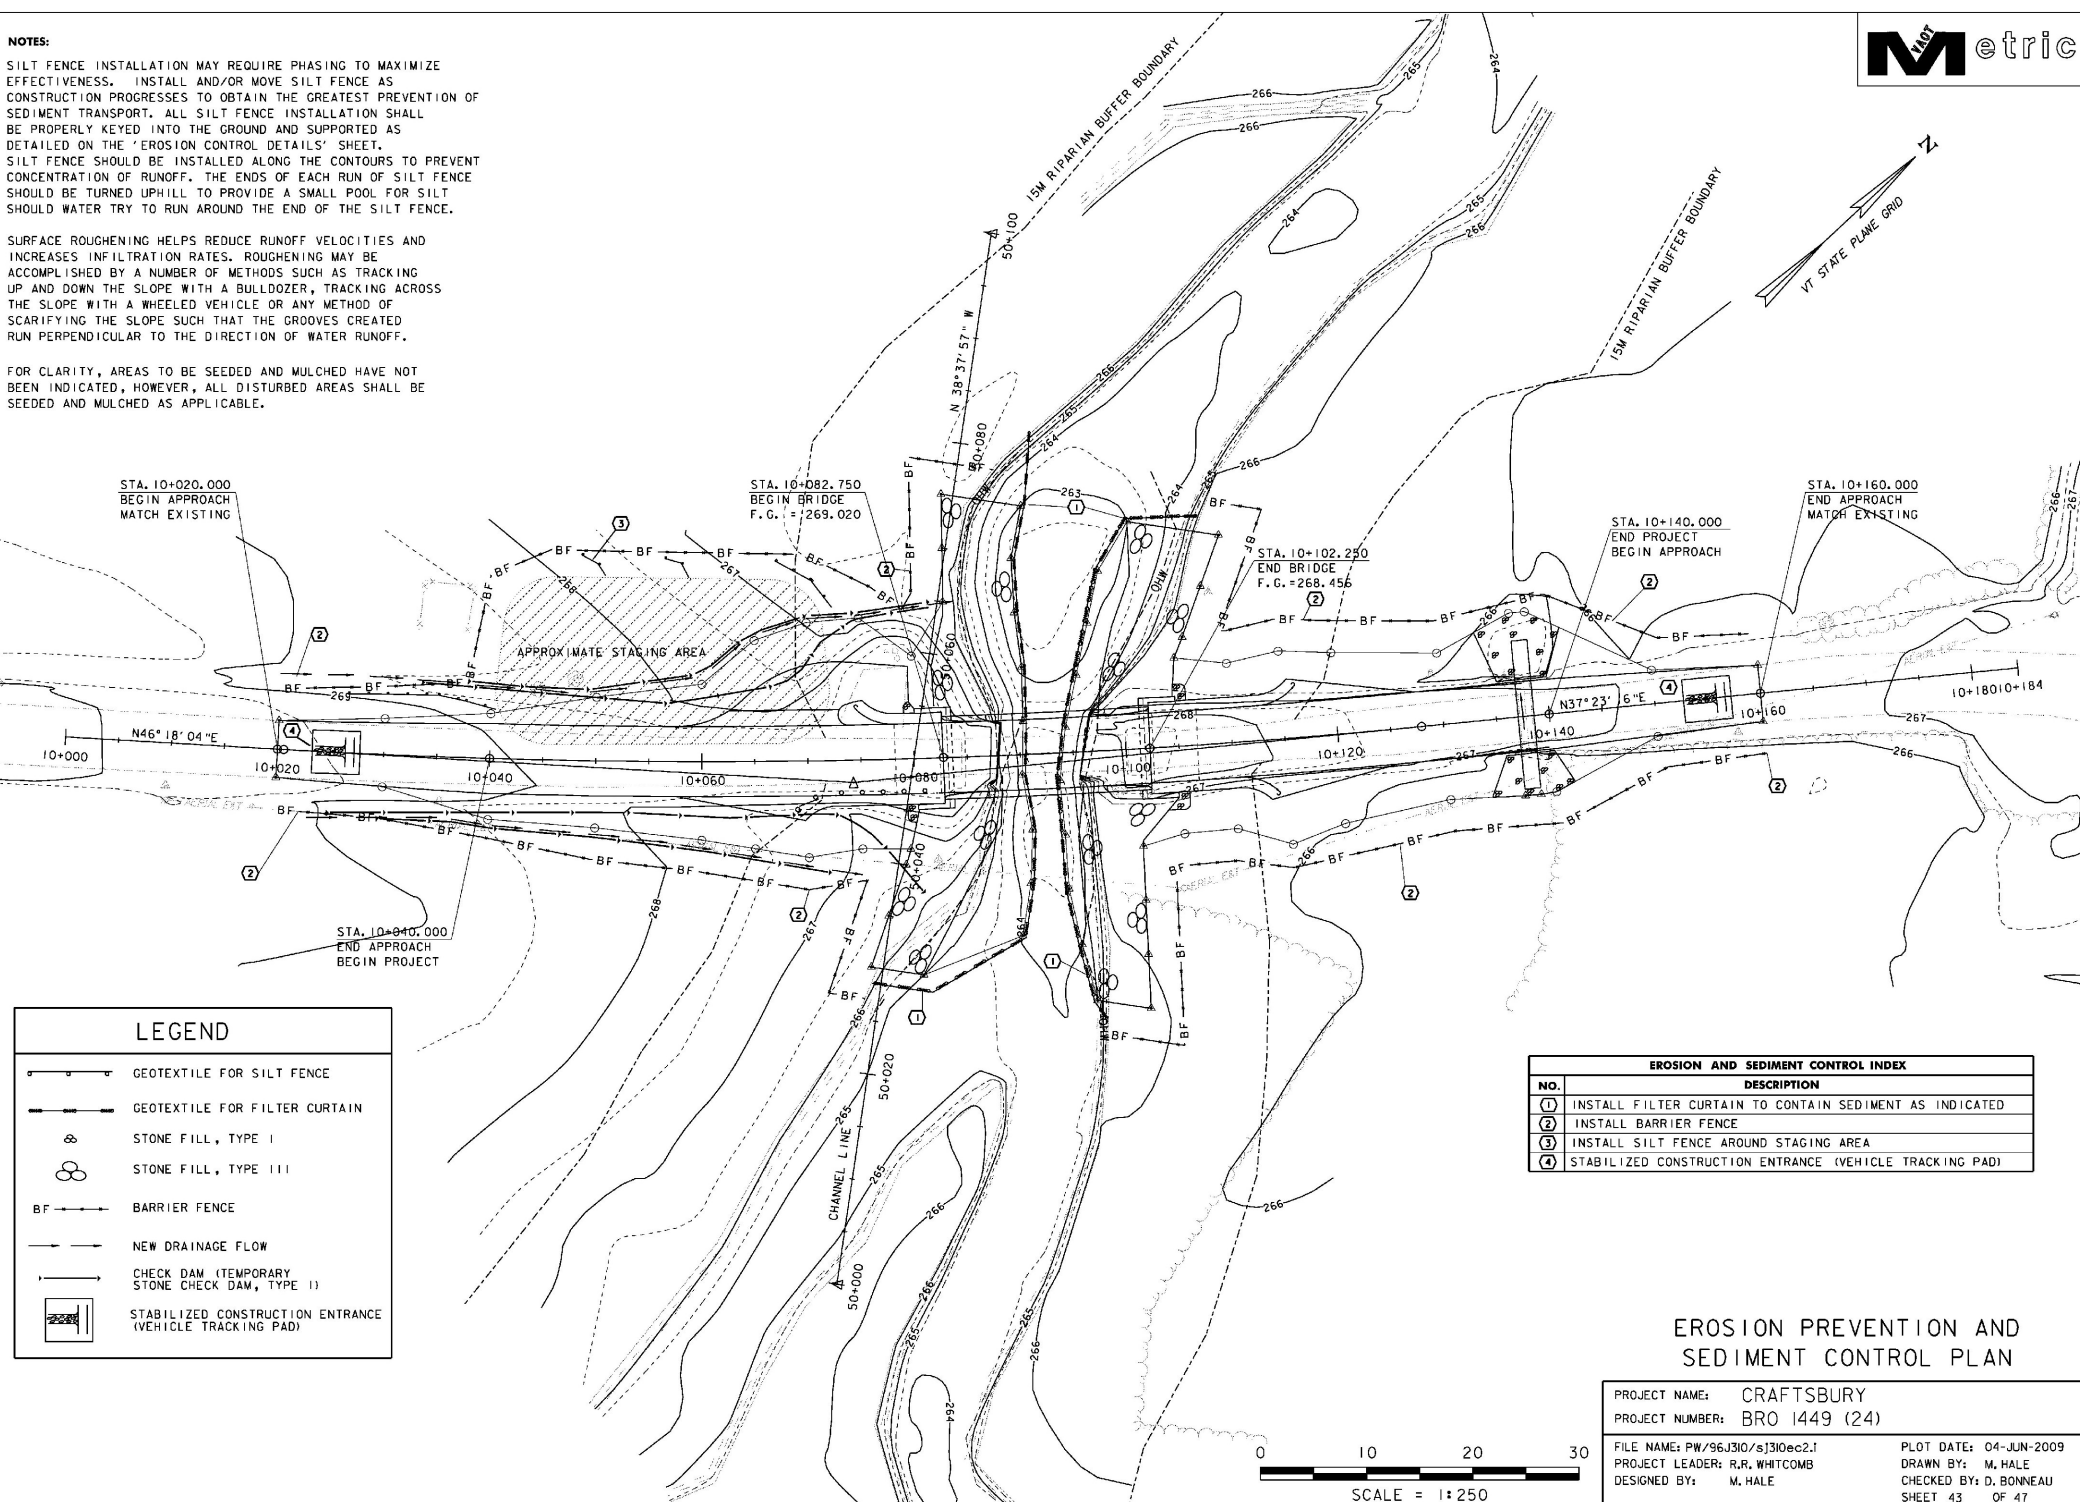 NOTES:
SILT FENCE INSTALLATION MAY REQUIRE PHASING TO MAXIMIZE
EFFECTIVENESS. INSTALL AND/OR MOVE SILT FENCE AS
CONSTRUCTION PROGRESSES TO OBTAIN THE GREATEST PREVENTION OF
SEDIMENT TRANSPORT. ALL SILT FENCE INSTALLATION SHALL
BE PROPERLY KEYED INTO THE GROUND AND SUPPORTED AS
DETAILED ON THE 'EROSION CONTROL DETAILS' SHEET.
SILT FENCE SHOULD BE INSTALLED ALONG THE CONTOURS TO PREVENT
CONCENTRATION OF RUNOFF. THE ENDS OF EACH RUN OF SILT FENCE
SHOULD BE TURNED UPHILL TO PROVIDE A SMALL POOL FOR SILT
SHOULD WATER TRY TO RUN AROUND THE END OF THE SILT FENCE.
SURFACE ROUGHENING HELPS REDUCE RUNOFF VELOCITIES AND
INCREASES INFILTRATION RATES. ROUGHENING MAY BE
ACCOMPLISHED BY A NUMBER OF METHODS SUCH AS TRACKING
UP AND DOWN THE SLOPE WITH A BULLDOZER, TRACKING ACROSS
THE SLOPE WITH A WHEELED VEHICLE OR ANY METHOD OF
SCARIFYING THE SLOPE SUCH THAT THE GROOVES CREATED
RUN PERPENDICULAR TO THE DIRECTION OF WATER RUNOFF.
FOR CLARITY, AREAS TO BE SEEDED AND MULCHED HAVE NOT
BEEN INDICATED, HOWEVER, ALL DISTURBED AREAS SHALL BE
SEEDED AND MULCHED AS APPLICABLE.
VAOT
Metric
N
VT STATE PLANE GRID
15M RIPARIAN BUFFER BOUNDARY
15M RIPARIAN BUFFER BOUNDARY
STA. 10+020.000
BEGIN APPROACH
MATCH EXISTING
STA. 10+082.750
BEGIN BRIDGE
F.G. = 269.020
STA. 10+102.250
END BRIDGE
F.G. = 268.456
STA. 10+140.000
END PROJECT
BEGIN APPROACH
STA. 10+160.000
END APPROACH
MATCH EXISTING
STA. 10+040.000
END APPROACH
BEGIN PROJECT
APPROXIMATE STAGING AREA
N46°18'04"E
N 38°37'57" W
10+000
10+020
10+040
10+060
10+080
10+100
10+120
10+140
10+160
10+180
10+184
50+100
50+080
50+060
50+040
50+020
50+000
CHANNEL LINE
OHW
OHW
AERIAL E&T
AERIAL E&T
BF
263
264
265
266
267
268
269
1
2
3
4
LEGEND
GEOTEXTILE FOR SILT FENCE
GEOTEXTILE FOR FILTER CURTAIN
STONE FILL, TYPE I
STONE FILL, TYPE III
BF BARRIER FENCE
NEW DRAINAGE FLOW
CHECK DAM (TEMPORARY
STONE CHECK DAM, TYPE I)
STABILIZED CONSTRUCTION ENTRANCE
(VEHICLE TRACKING PAD)
EROSION AND SEDIMENT CONTROL INDEX
NO. DESCRIPTION
1 INSTALL FILTER CURTAIN TO CONTAIN SEDIMENT AS INDICATED
2 INSTALL BARRIER FENCE
3 INSTALL SILT FENCE AROUND STAGING AREA
4 STABILIZED CONSTRUCTION ENTRANCE (VEHICLE TRACKING PAD)
EROSION PREVENTION AND
SEDIMENT CONTROL PLAN
PROJECT NAME: CRAFTSBURY
PROJECT NUMBER: BRO 1449 (24)
FILE NAME: PW/96J310/sj310ec2.1
PROJECT LEADER: R.R. WHITCOMB
DESIGNED BY: M. HALE
PLOT DATE: 04-JUN-2009
DRAWN BY: M. HALE
CHECKED BY: D. BONNEAU
SHEET 43 OF 47
0 10 20 30
SCALE = 1:250